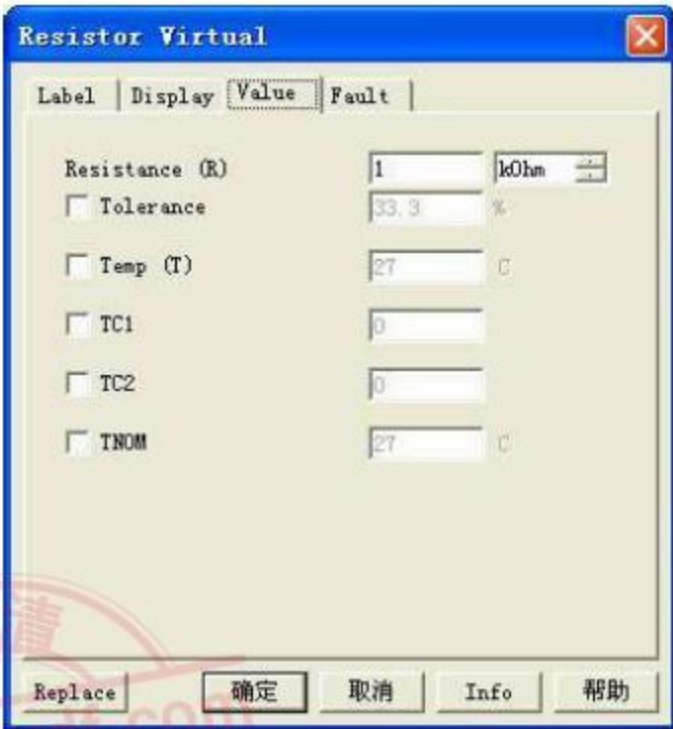 Resistor Virtual
Label Display Value Fault
Resistance (R) 1 kOhm
Tolerance 33.3 %
Temp (T) 27 C
TC1 0
TC2 0
TNOM 27 C
Replace 确定 取消 Info 帮助